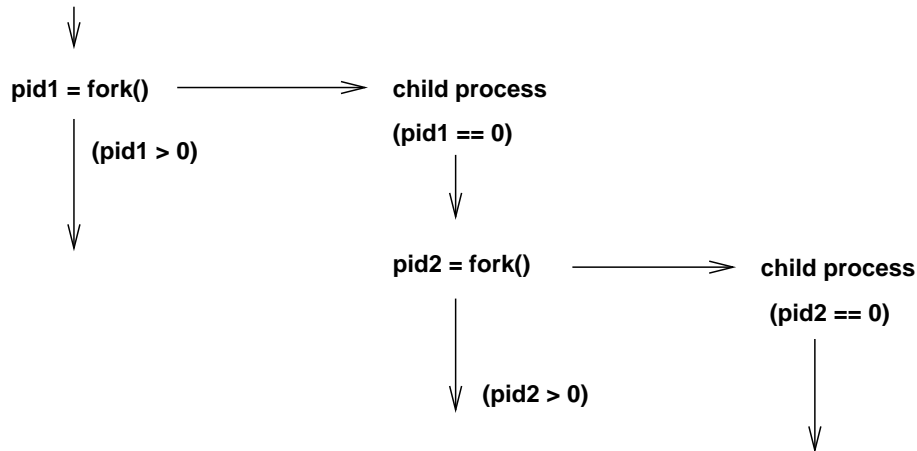 pid1 = fork()
child process
(pid1 == 0)
(pid1 > 0)
pid2 = fork()
child process
(pid2 == 0)
(pid2 > 0)